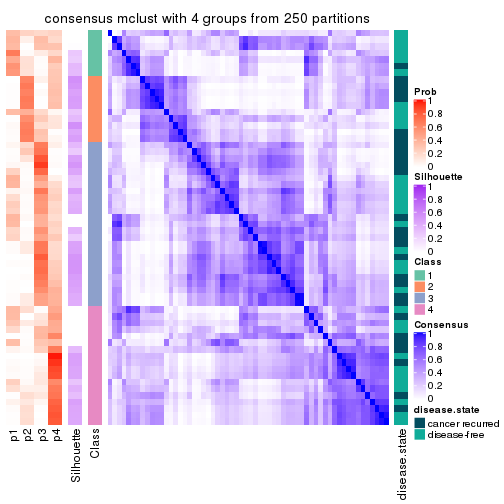 consensus mclust with 4 groups from 250 partitions
Prob
1
0.8
0.6
0.4
0.2
0
Silhouette
1
0.8
0.6
0.4
0.2
0
Class
1
2
3
4
Consensus
1
0.8
0.6
0.4
0.2
0
disease.state
cancer recurred
disease-free
p1
p2
p3
p4
Silhouette
Class
disease.state